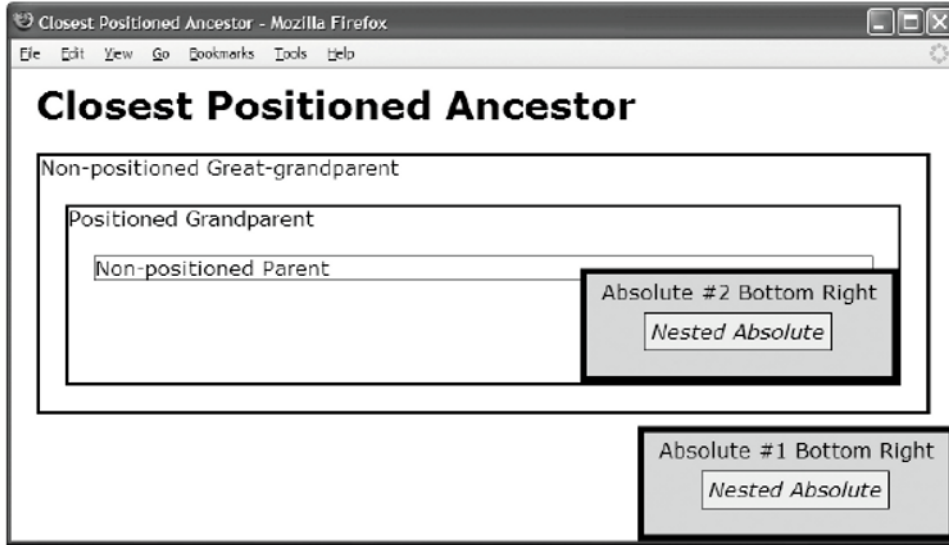 Closest Positioned Ancestor - Mozilla Firefox
File Edit View Go Bookmarks Tools Help
Closest Positioned Ancestor
Non-positioned Great-grandparent
Positioned Grandparent
Non-positioned Parent
Absolute #2 Bottom Right
Nested Absolute
Absolute #1 Bottom Right
Nested Absolute